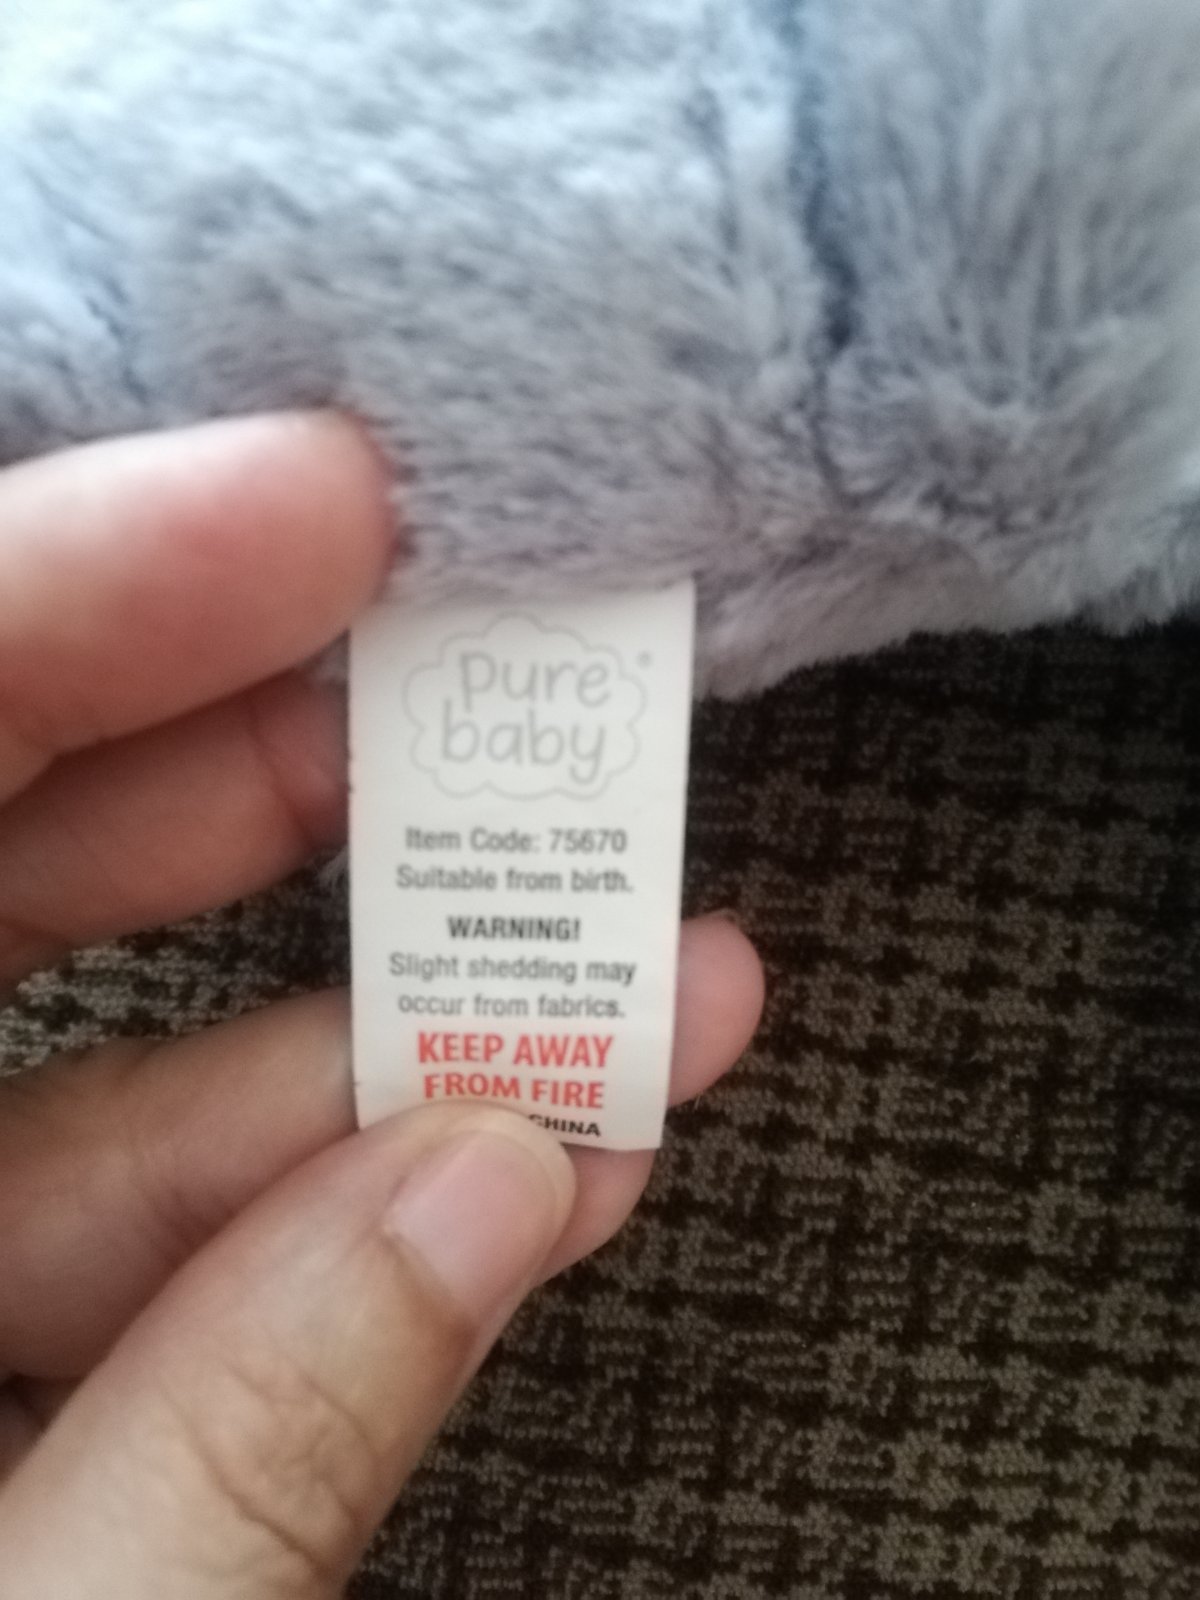 pure
baby
Item Code: 75670
Suitable from birth.
WARNING!
Slight shedding may
occur from fabrics.
KEEP AWAY
FROM FIRE
CHINA